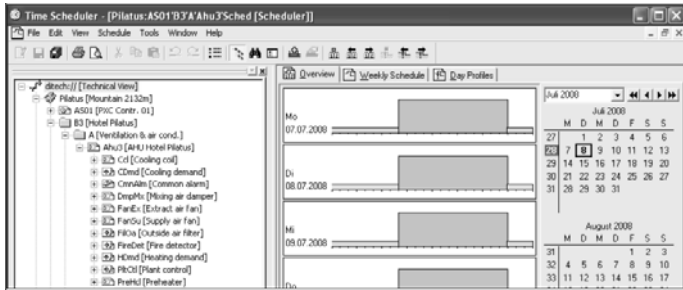 Time Scheduler - [Pilatus:AS01'B3'A'Ahu3'Sched [Scheduler]]
File Edit View Schedule Tools Window Help
Overview Weekly Schedule Day Profiles
ditech:// [Technical View]
Pilatus [Mountain 2132m]
AS01 [PXC Contr. 01]
B3 [Hotel Pilatus]
A [Ventilation & air cond.]
Ahu3 [AHU Hotel Pilatus]
Ccl [Cooling coil]
CDmd [Cooling demand]
CmnAlm [Common alarm]
DmpMx [Mixing air damper]
FanEx [Extract air fan]
FanSu [Supply air fan]
FilOa [Outside air filter]
FireDet [Fire detector]
HDmd [Heating demand]
PltCtl [Plant control]
PreHcl [Preheater]
Mo
07.07.2008
Di
08.07.2008
Mi
09.07.2008
Do
Juli 2008
Juli 2008
M D M D F S S
27 1 2 3 4 5 6
28 7 8 9 10 11 12 13
29 14 15 16 17 18 19 20
30 21 22 23 24 25 26 27
31 28 29 30 31
August 2008
M D M D F S S
31 1 2 3
32 4 5 6 7 8 9 10
33 11 12 13 14 15 16 17